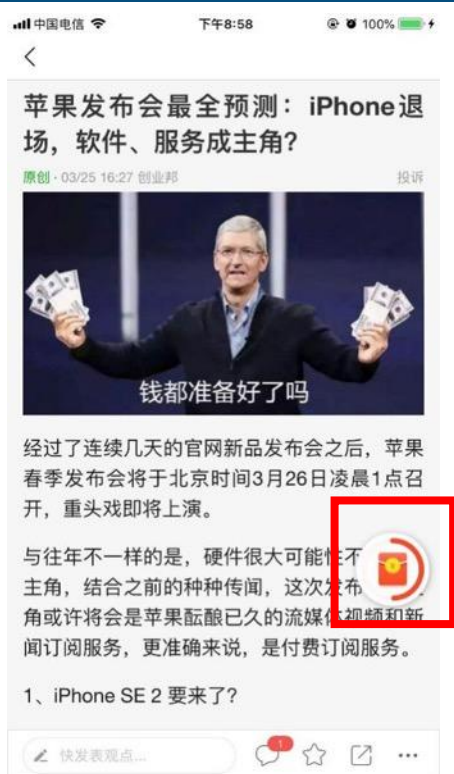 中国电信 下午8:58 100%
苹果发布会最全预测：iPhone退
场，软件、服务成主角？
原创 · 03/25 16:27 创业邦 投诉
钱都准备好了吗
经过了连续几天的官网新品发布会之后，苹果
春季发布会将于北京时间3月26日凌晨1点召
开，重头戏即将上演。
与往年不一样的是，硬件很大可能性不
主角，结合之前的种种传闻，这次发布
角或许将会是苹果酝酿已久的流媒体视频和新
闻订阅服务，更准确来说，是付费订阅服务。
1、iPhone SE 2 要来了？
快发表观点... 1